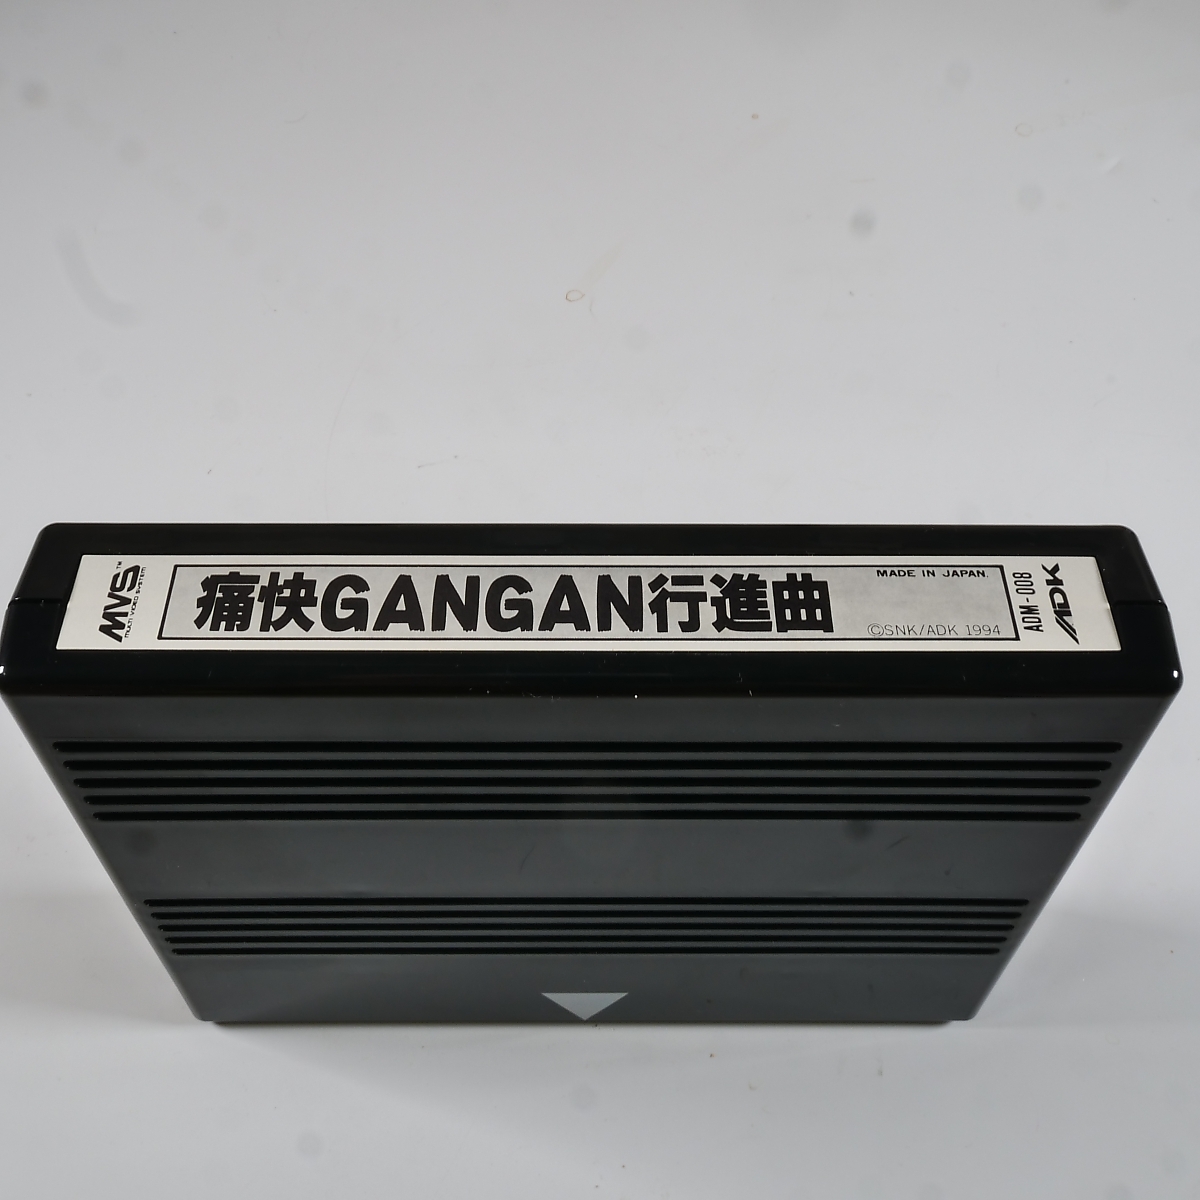 MVS™
MULTI VIDEO SYSTEM
痛快GANGAN行進曲
MADE IN JAPAN.
©SNK/ADK 1994
ADM-008
ADK